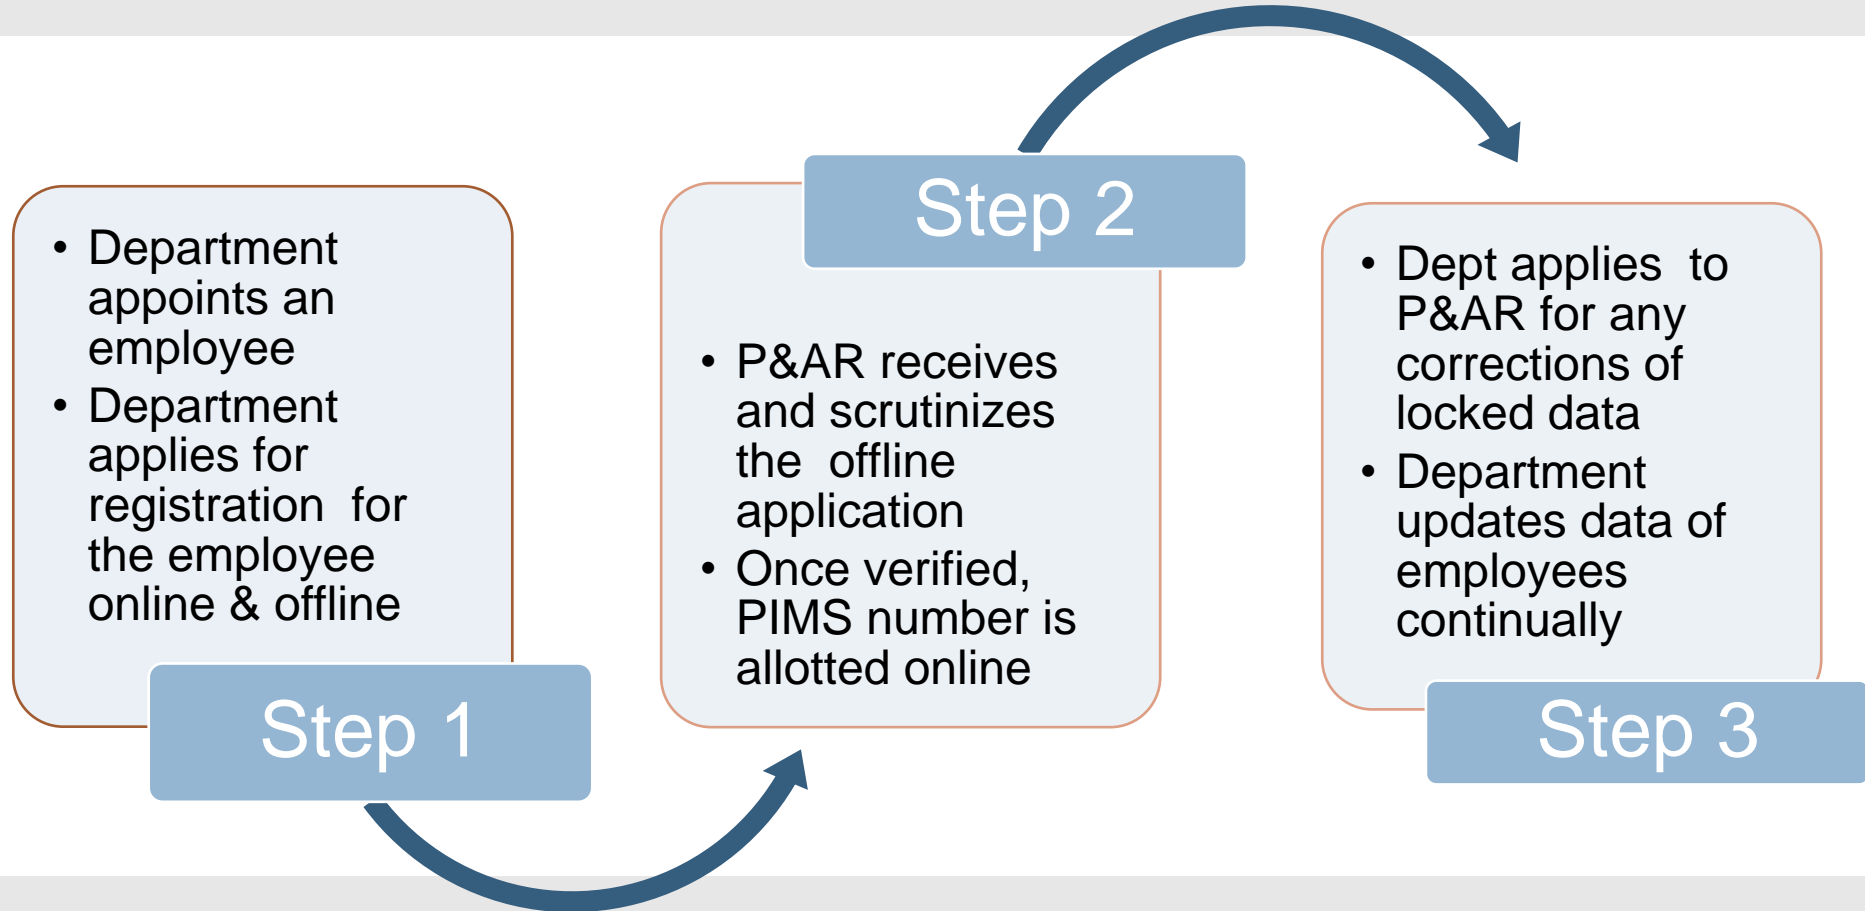 • Department
appoints an
employee
• Department
applies for
registration  for
the employee
online & offline
Step 1
Step 2
• P&AR receives
and scrutinizes
the  offline
application
• Once verified,
PIMS number is
allotted online
• Dept applies  to
P&AR for any
corrections of
locked data
• Department
updates data of
employees
continually
Step 3